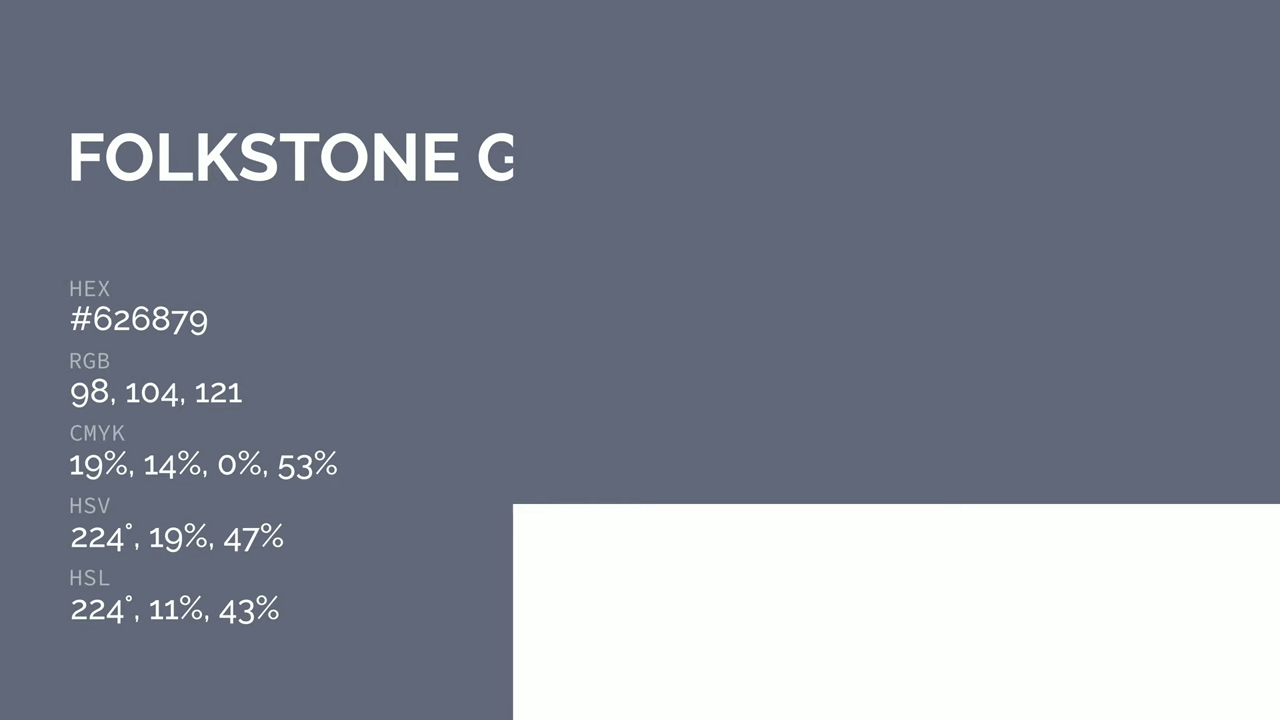 FOLKSTONE G
HEX
#626879
RGB
98, 104, 121
CMYK
19%, 14%, 0%, 53%
HSV
224°, 19%, 47%
HSL
224°, 11%, 43%